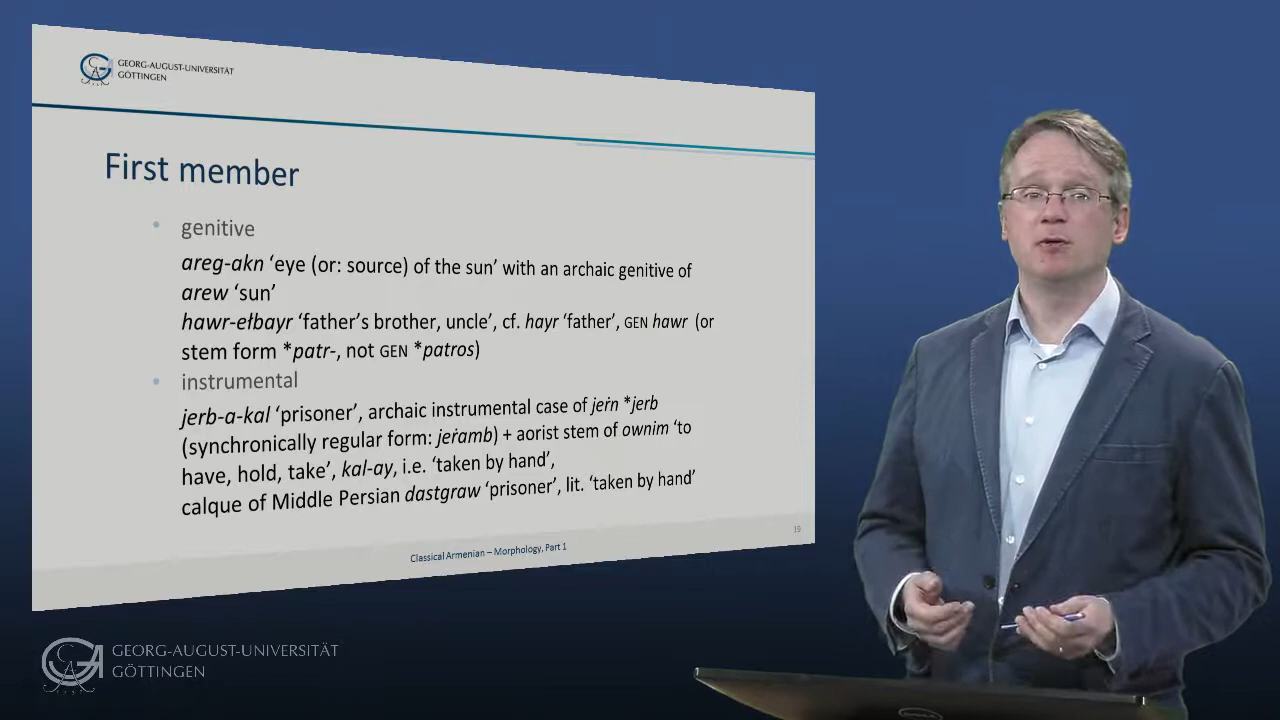 GEORG-AUGUST-UNIVERSITÄT
GÖTTINGEN
First member
• genitive
areg-akn ‘eye (or: source) of the sun’ with an archaic genitive of
arew ‘sun’
hawr-ełbayr ‘father’s brother, uncle’, cf. hayr ‘father’, GEN hawr (or
stem form *patr-, not GEN *patros)
• instrumental
jerb-a-kal ‘prisoner’, archaic instrumental case of jeṙn *jerb
(synchronically regular form: jeṙamb) + aorist stem of ownim ‘to
have, hold, take’, kal-ay, i.e. ‘taken by hand’,
calque of Middle Persian dastgraw ‘prisoner’, lit. ‘taken by hand’
19
Classical Armenian – Morphology, Part 1
GEORG-AUGUST-UNIVERSITÄT
GÖTTINGEN